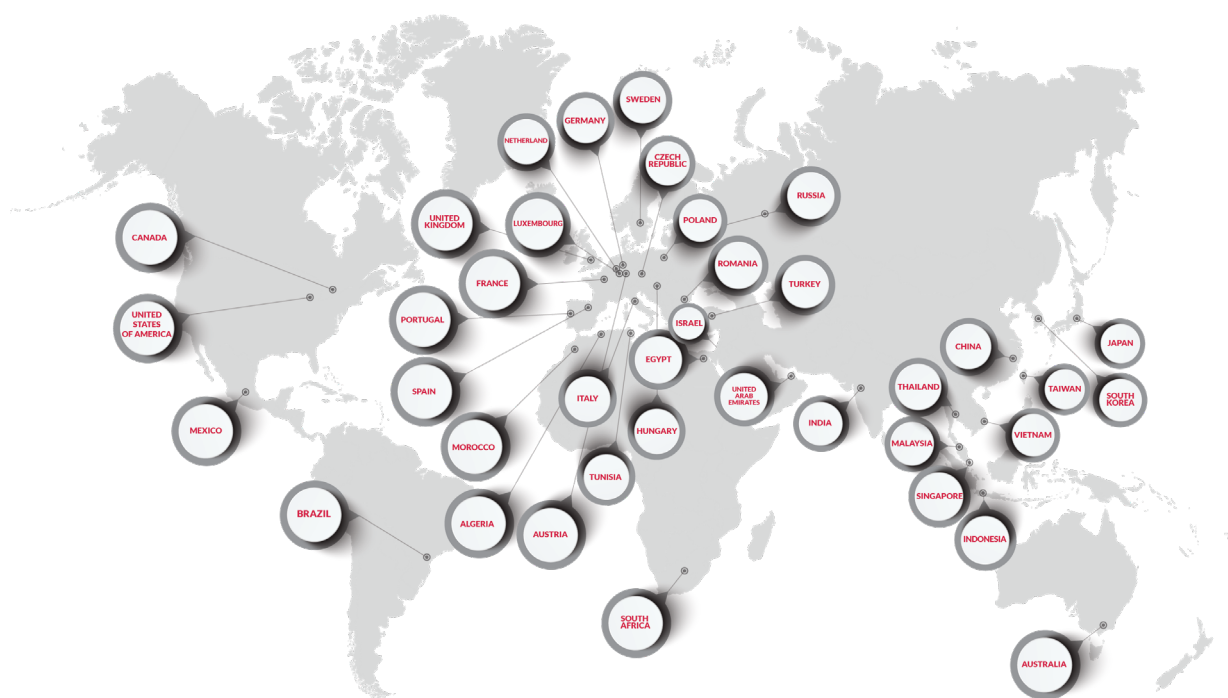 SWEDEN
GERMANY
NETHERLAND
CZECH
REPUBLIC
RUSSIA
UNITED
KINGDOM
LUXEMBOURG
POLAND
CANADA
ROMANIA
FRANCE
TURKEY
UNITED
STATES
OF AMERICA
PORTUGAL
ISRAEL
JAPAN
CHINA
EGYPT
SPAIN
ITALY
UNITED
ARAB
EMIRATES
THAILAND
TAIWAN
SOUTH
KOREA
MEXICO
MOROCCO
HUNGARY
INDIA
MALAYSIA
VIETNAM
TUNISIA
SINGAPORE
BRAZIL
ALGERIA
AUSTRIA
INDONESIA
SOUTH
AFRICA
AUSTRALIA